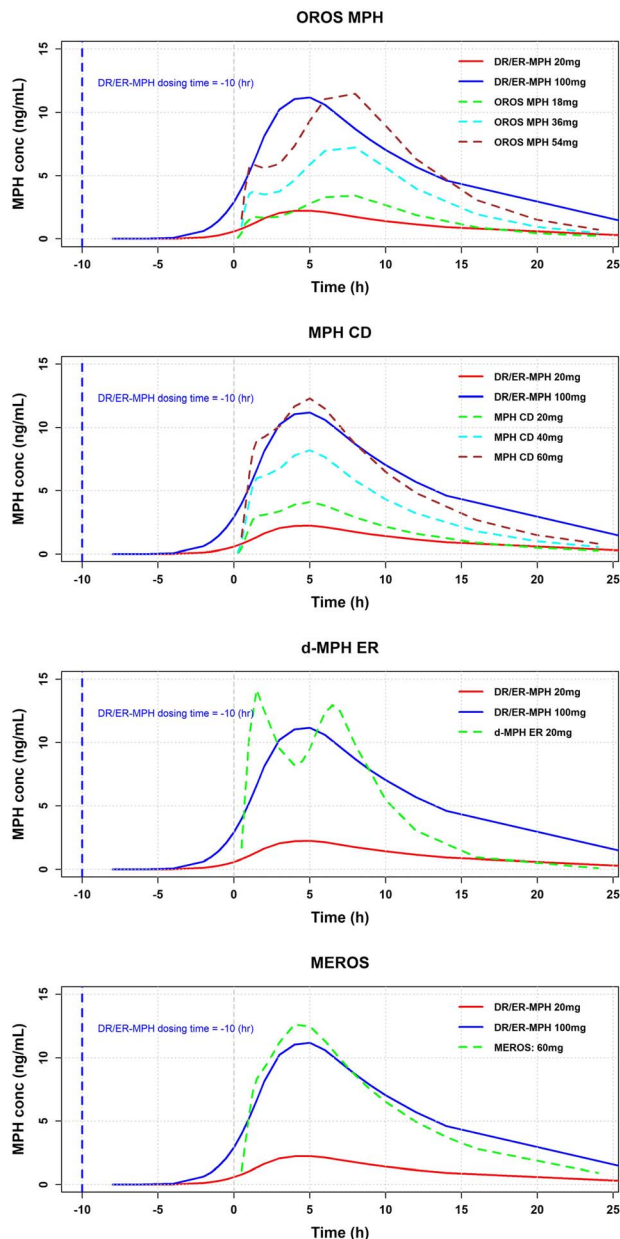 OROS MPH
MPH conc (ng/mL)
15
10
5
0
DR/ER-MPH dosing time = -10 (hr)
DR/ER-MPH 20mg
DR/ER-MPH 100mg
OROS MPH 18mg
OROS MPH 36mg
OROS MPH 54mg
-10 -5 0 5 10 15 20 25
Time (h)
MPH CD
MPH conc (ng/mL)
15
10
5
0
DR/ER-MPH dosing time = -10 (hr)
DR/ER-MPH 20mg
DR/ER-MPH 100mg
MPH CD 20mg
MPH CD 40mg
MPH CD 60mg
-10 -5 0 5 10 15 20 25
Time (h)
d-MPH ER
MPH conc (ng/mL)
15
10
5
0
DR/ER-MPH dosing time = -10 (hr)
DR/ER-MPH 20mg
DR/ER-MPH 100mg
d-MPH ER 20mg
-10 -5 0 5 10 15 20 25
Time (h)
MEROS
MPH conc (ng/mL)
15
10
5
0
DR/ER-MPH dosing time = -10 (hr)
DR/ER-MPH 20mg
DR/ER-MPH 100mg
MEROS: 60mg
-10 -5 0 5 10 15 20 25
Time (h)